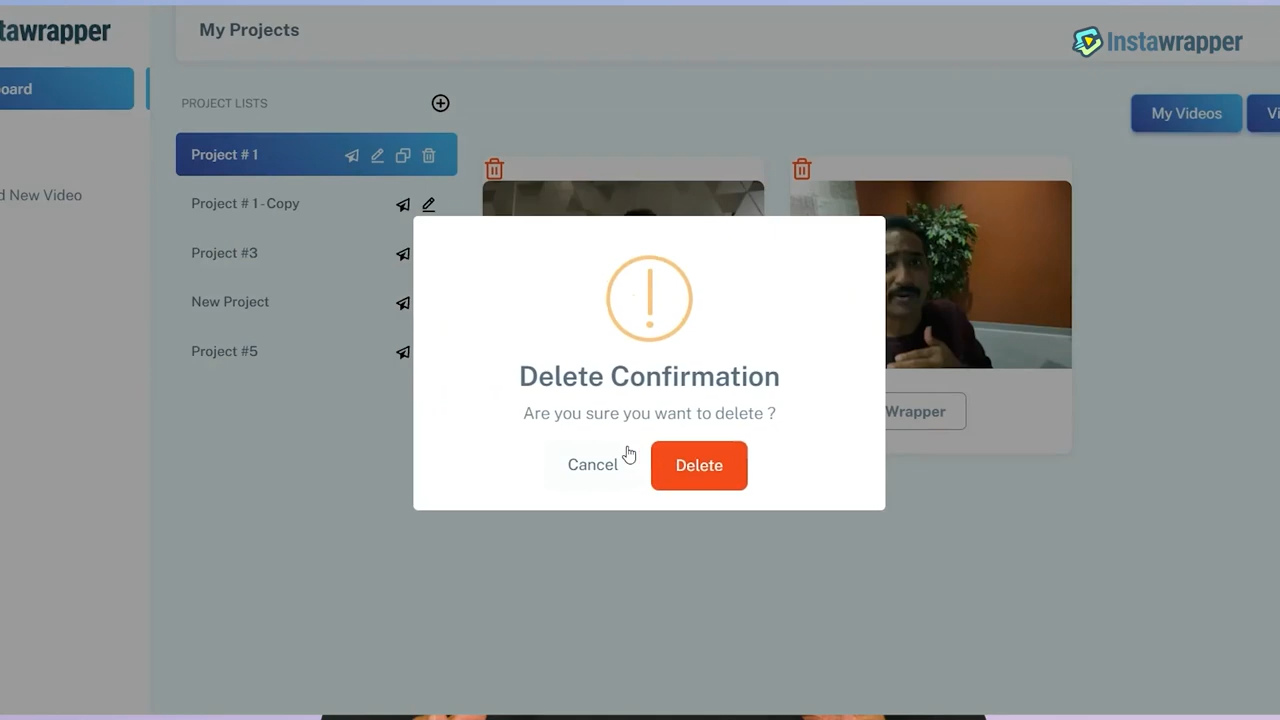 stawrapper
My Projects
Instawrapper
oard
PROJECT LISTS
My Videos
Vi
Project # 1
d New Video
Project # 1 - Copy
Project #3
New Project
Project #5
Delete Confirmation
Are you sure you want to delete ?
Wrapper
Cancel
Delete